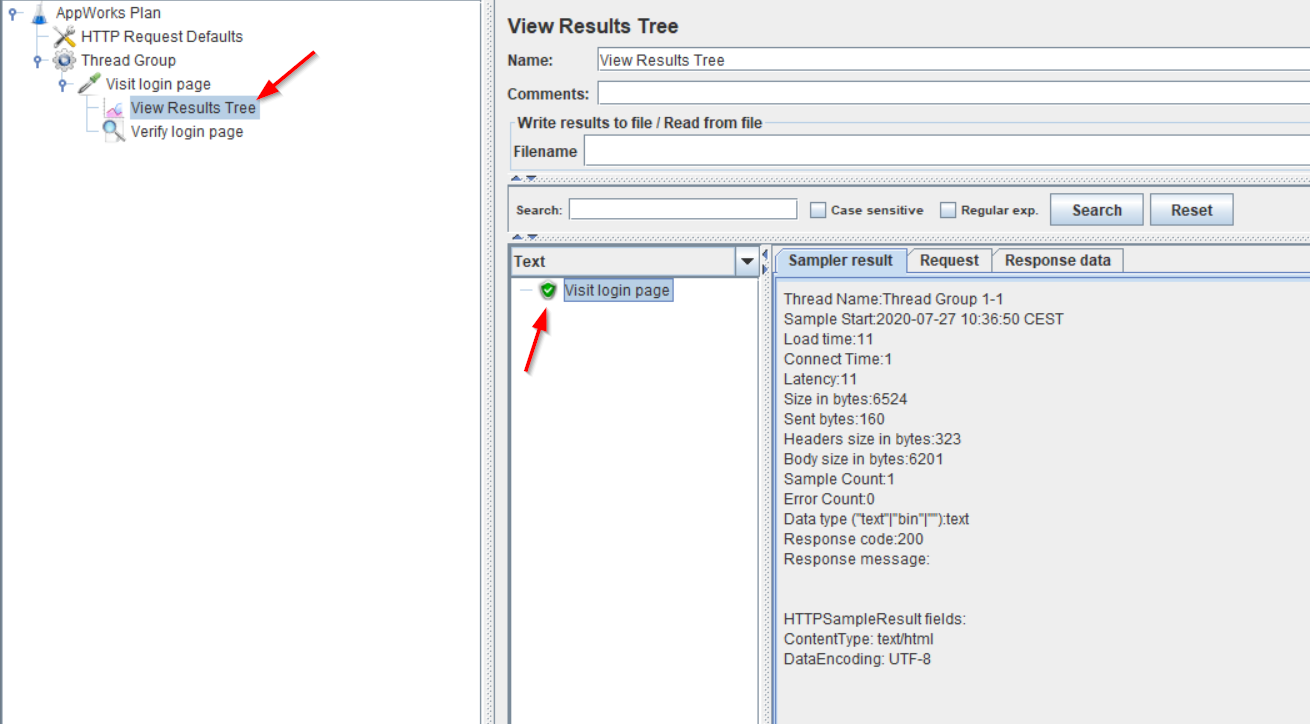 AppWorks Plan
HTTP Request Defaults
Thread Group
Visit login page
View Results Tree
Verify login page
View Results Tree
Name: View Results Tree
Comments:
Write results to file / Read from file
Filename
Search: Case sensitive Regular exp. Search Reset
Text
Visit login page
Sampler result Request Response data
Thread Name:Thread Group 1-1
Sample Start:2020-07-27 10:36:50 CEST
Load time:11
Connect Time:1
Latency:11
Size in bytes:6524
Sent bytes:160
Headers size in bytes:323
Body size in bytes:6201
Sample Count:1
Error Count:0
Data type ("text"|"bin"|""):text
Response code:200
Response message:
HTTPSampleResult fields:
ContentType: text/html
DataEncoding: UTF-8